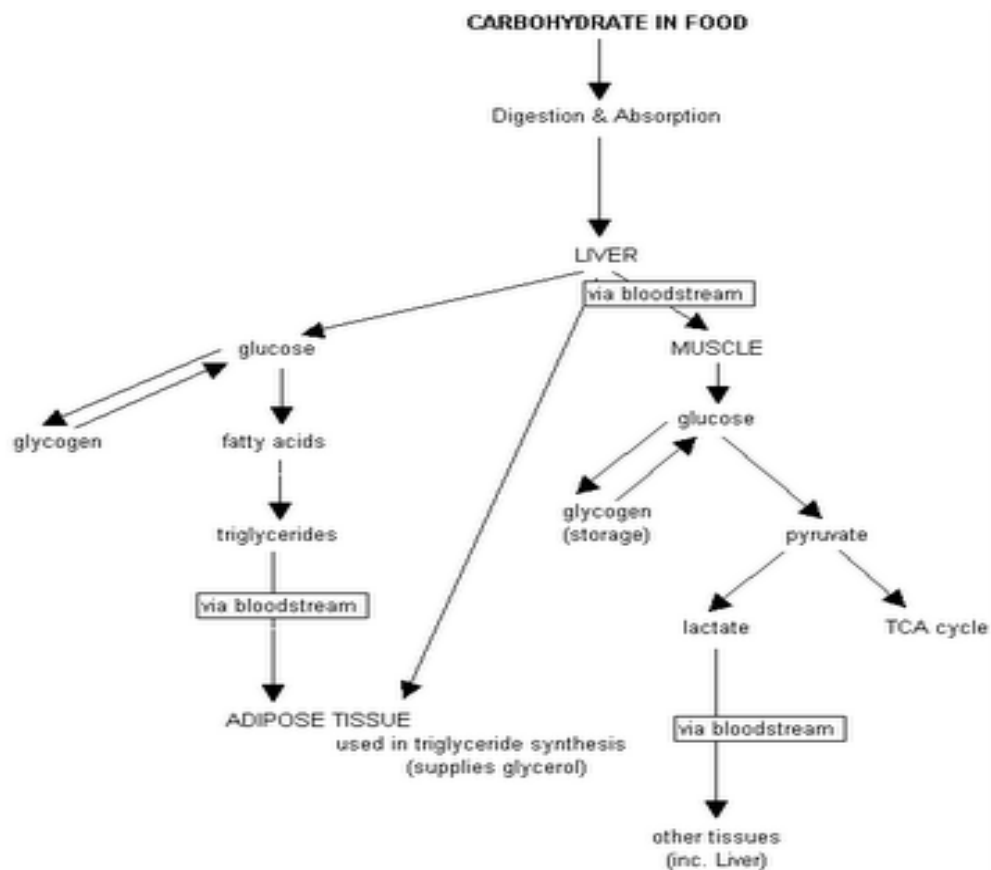 CARBOHYDRATE IN FOOD
Digestion & Absorption
LIVER
via bloodstream
glucose
MUSCLE
glycogen
fatty acids
glucose
triglycerides
glycogen
(storage)
pyruvate
via bloodstream
lactate
TCA cycle
ADIPOSE TISSUE
used in triglyceride synthesis
(supplies glycerol)
via bloodstream
other tissues
(inc. Liver)